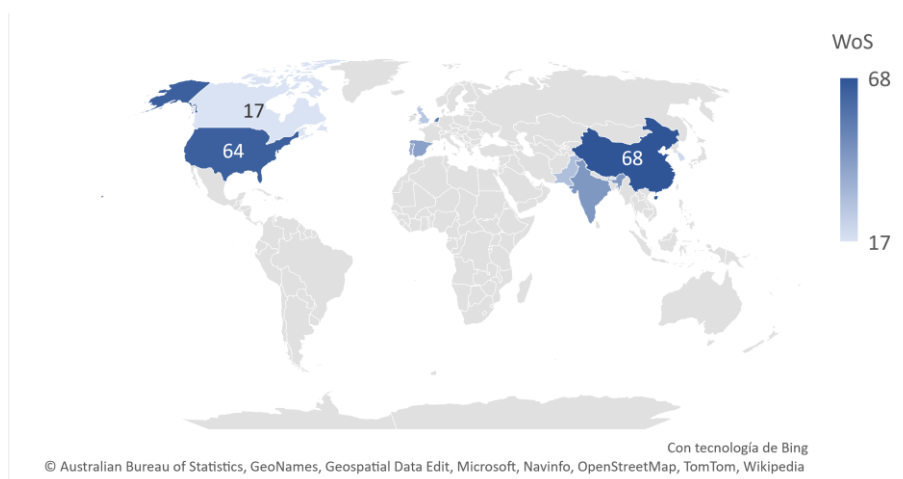 WoS
68
17
17
64
68
Con tecnología de Bing
© Australian Bureau of Statistics, GeoNames, Geospatial Data Edit, Microsoft, Navinfo, OpenStreetMap, TomTom, Wikipedia